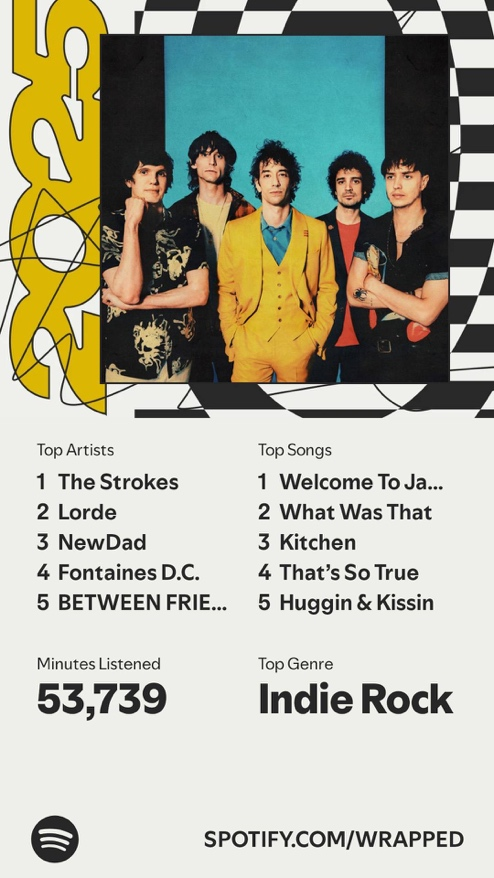 2025
Top Artists
1 The Strokes
2 Lorde
3 NewDad
4 Fontaines D.C.
5 BETWEEN FRIE...
Top Songs
1 Welcome To Ja...
2 What Was That
3 Kitchen
4 That's So True
5 Huggin & Kissin
Minutes Listened
53,739
Top Genre
Indie Rock
SPOTIFY.COM/WRAPPED